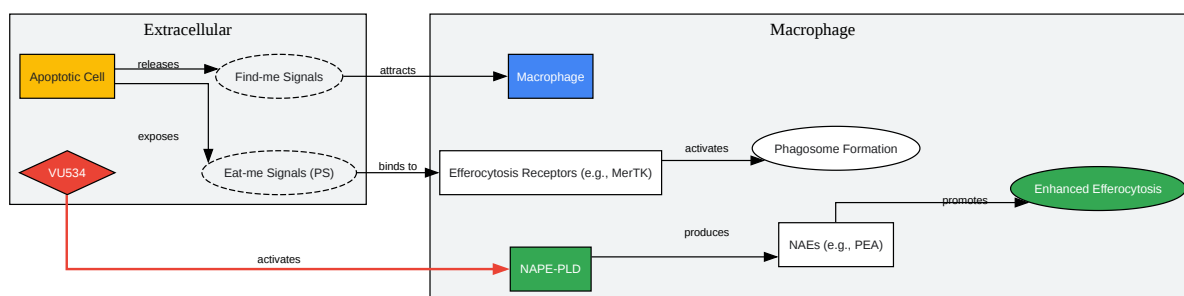 Extracellular
Macrophage
Apoptotic Cell
releases
Find-me Signals
attracts
Macrophage
exposes
activates
Phagosome Formation
VU534
Eat-me Signals (PS)
binds to
Efferocytosis Receptors (e.g., MerTK)
Enhanced Efferocytosis
promotes
produces
NAEs (e.g., PEA)
activates
NAPE-PLD